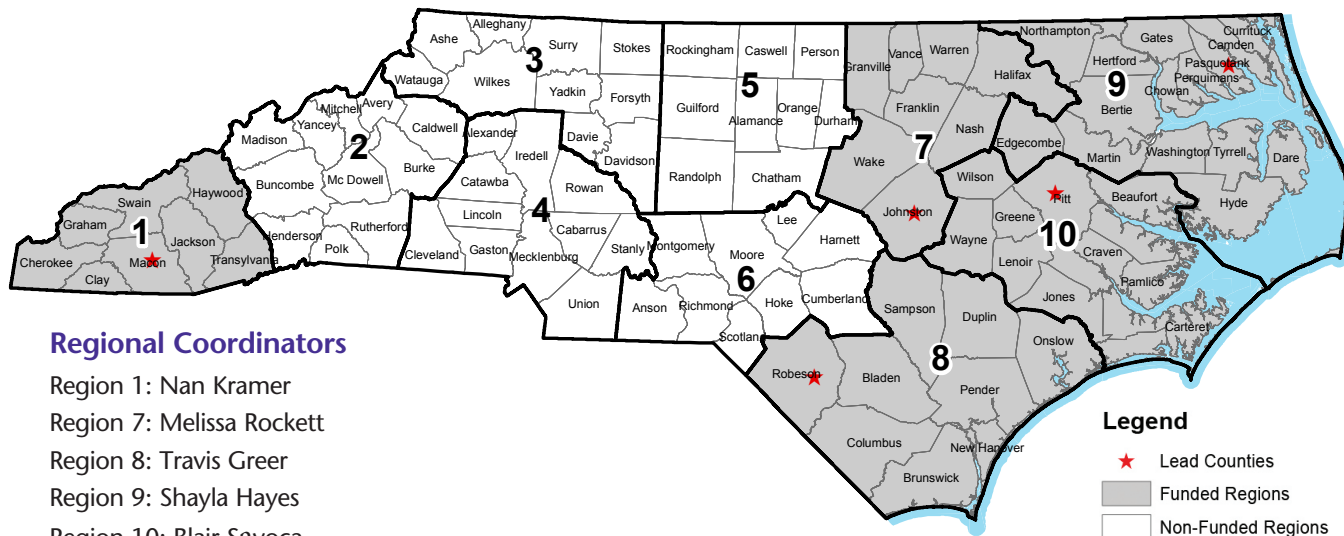 Alleghany
Ashe
Surry
Stokes
Rockingham
Caswell
Person
3
Watauga
Wilkes
Yadkin
Forsyth
5
Guilford
Alamance
Orange
Durham
Davie
Davidson
Randolph
Chatham
Northampton
Gates
Currituck
Camden
Vance
Warren
Granville
Hertford
Pasquotank
Perquimans
Chowan
9
Halifax
Bertie
Franklin
Nash
Edgecombe
Martin
Washington
Tyrrell
Dare
7
Wake
Wilson
Pitt
Beaufort
Hyde
Johnston
Greene
10
Wayne
Craven
Lenoir
Pamlico
Jones
Carteret
Mitchell
Avery
Yancey
Caldwell
Alexander
Madison
2
Iredell
Burke
Mc Dowell
Catawba
Rowan
Buncombe
Lincoln
4
Haywood
Swain
Rutherford
Cabarrus
Graham
Henderson
Polk
Cleveland
Gaston
Mecklenburg
Stanly
Montgomery
Lee
Harnett
Moore
1
Jackson
Cherokee
Macon
Transylvania
Clay
6
Union
Anson
Richmond
Hoke
Cumberland
Scotland
Sampson
Duplin
Onslow
8
Robeson
Bladen
Pender
Columbus
New Hanover
Brunswick
Regional Coordinators
Region 1: Nan Kramer
Region 7: Melissa Rockett
Region 8: Travis Greer
Region 9: Shayla Hayes
Region 10: Blair Savoca
Legend
Lead Counties
Funded Regions
Non-Funded Regions